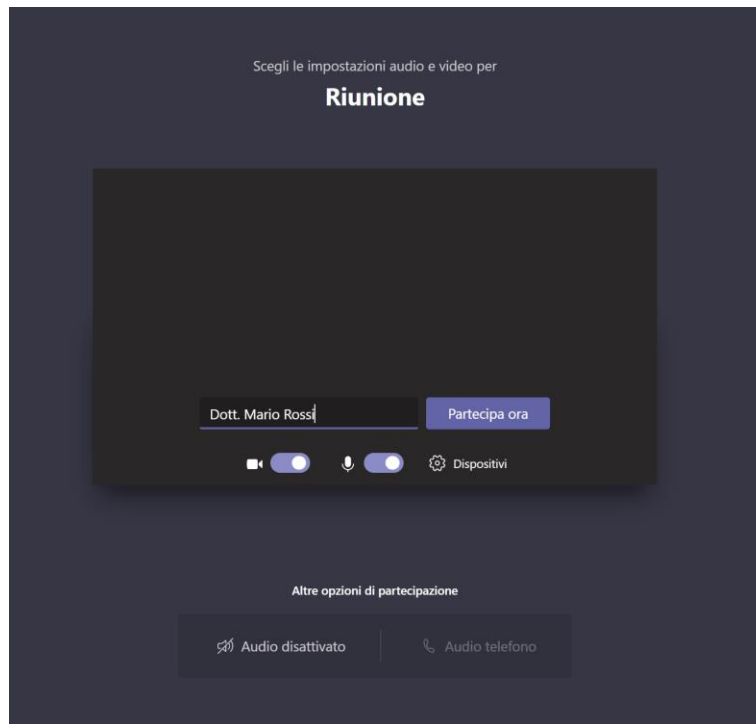 Scegli le impostazioni audio e video per
Riunione
Dott. Mario Rossi
Partecipa ora
Dispositivi
Altre opzioni di partecipazione
Audio disattivato
Audio telefono